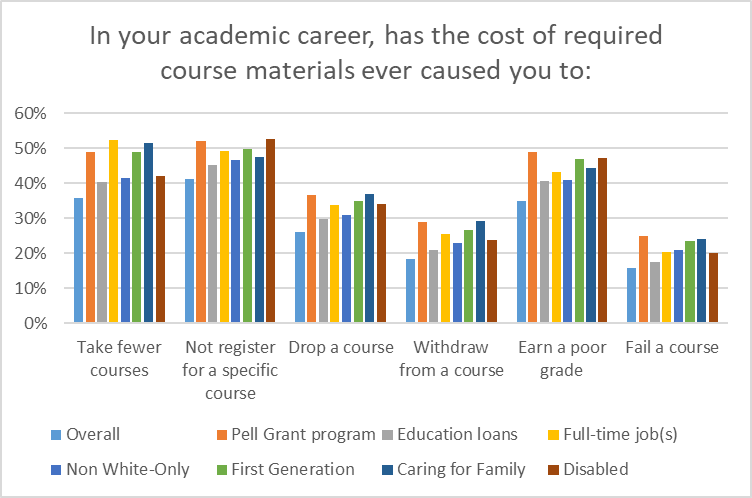 In your academic career, has the cost of required
course materials ever caused you to:
60%
50%
40%
30%
20%
10%
0%
Take fewer
courses
Not register
for a specific
course
Drop a course
Withdraw
from a course
Earn a poor
grade
Fail a course
Overall
Pell Grant program
Education loans
Full-time job(s)
Non White-Only
First Generation
Caring for Family
Disabled